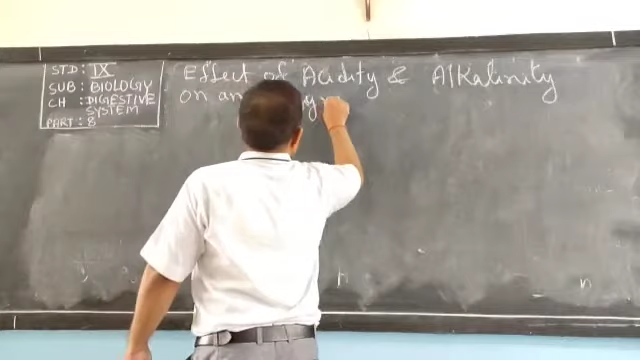 STD: IX
SUB: BIOLOGY
CH: DIGESTIVE
SYSTEM
PART: 8
Effect of Acidity & Alkalinity
on an